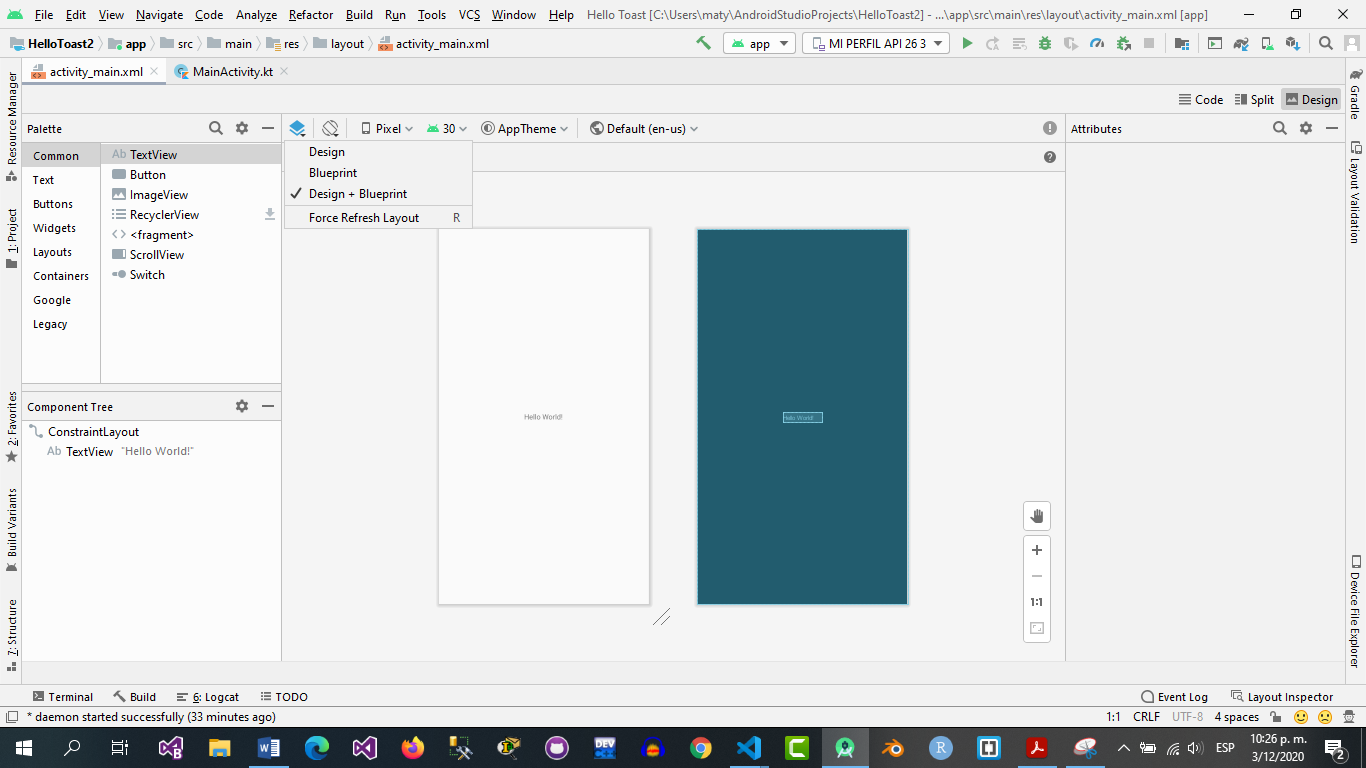 File Edit View Navigate Code Analyze Refactor Build Run Tools VCS Window Help Hello Toast [C:\Users\maty\AndroidStudioProjects\HelloToast2] - ...\app\src\main\res\layout\activity_main.xml [app]
HelloToast2 app src main res layout activity_main.xml app MI PERFIL API 26 3
activity_main.xml MainActivity.kt
Code Split Design
Palette Pixel 30 AppTheme Default (en-us) Attributes
Common
Text
Buttons
Widgets
Layouts
Containers
Google
Legacy
Ab TextView
Button
ImageView
RecyclerView
<fragment>
ScrollView
Switch
Design
Blueprint
Design + Blueprint
Force Refresh Layout R
Component Tree
ConstraintLayout
Ab TextView "Hello World!"
Hello World!
Hello World!
1:1
Resource Manager
1: Project
2: Favorites
Build Variants
7: Structure
Gradle
Layout Validation
Device File Explorer
Terminal Build 6: Logcat TODO Event Log Layout Inspector
* daemon started successfully (33 minutes ago) 1:1 CRLF UTF-8 4 spaces
W DEV C++ R ESP 10:26 p. m.
3/12/2020
2